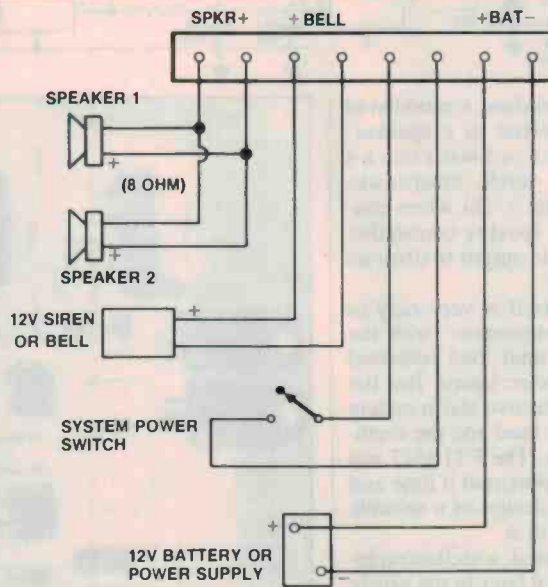 SPKR+ + BELL +BAT−
SPEAKER 1
+
(8 OHM)
+
SPEAKER 2
12V SIREN +
OR BELL
SYSTEM POWER
SWITCH
+
12V BATTERY OR
POWER SUPPLY −